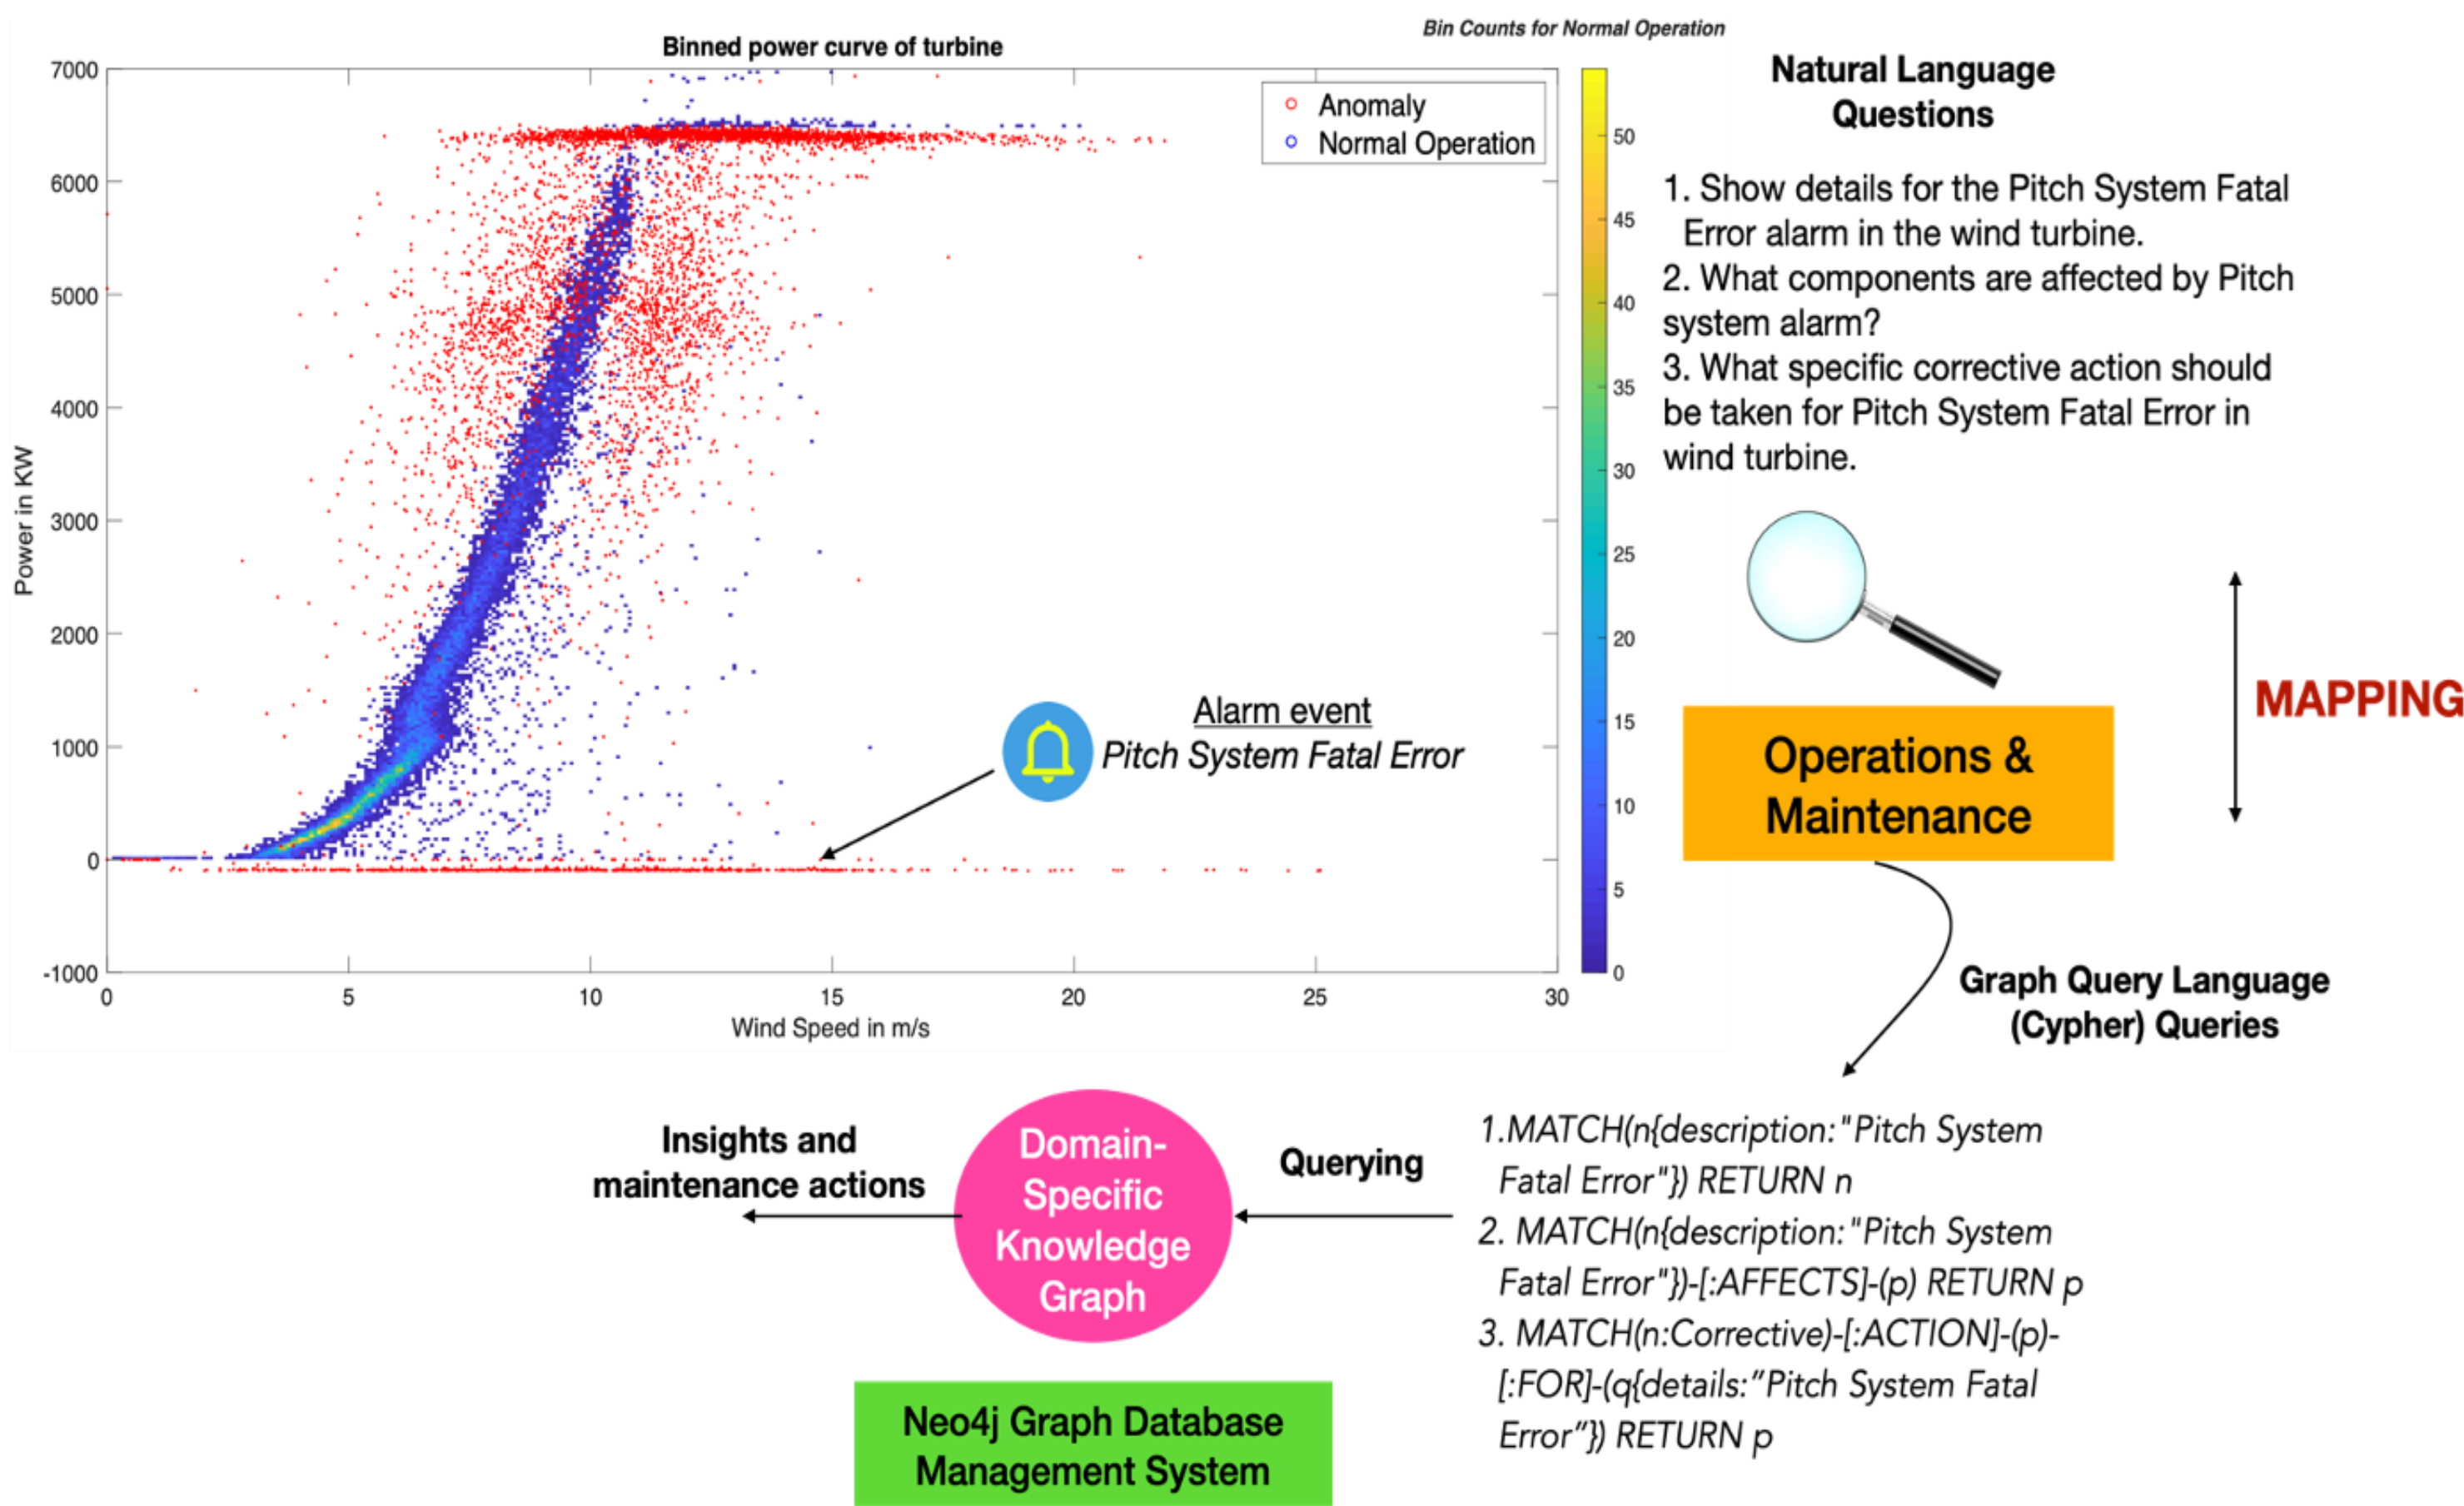 Bin Counts for Normal Operation
Binned power curve of turbine
7000
6000
5000
4000
3000
2000
1000
0
-1000
Power in KW
0
5
10
15
20
25
30
Wind Speed in m/s
Anomaly
Normal Operation
50
45
40
35
30
25
20
15
10
5
0
Alarm event
Pitch System Fatal Error
Natural Language
Questions
1. Show details for the Pitch System Fatal
Error alarm in the wind turbine.
2. What components are affected by Pitch
system alarm?
3. What specific corrective action should
be taken for Pitch System Fatal Error in
wind turbine.
MAPPING
Operations &
Maintenance
Graph Query Language
(Cypher) Queries
1.MATCH(n{description:"Pitch System
Fatal Error"}) RETURN n
2. MATCH(n{description:"Pitch System
Fatal Error"})-[:AFFECTS]-(p) RETURN p
3. MATCH(n:Corrective)-[:ACTION]-(p)-
[:FOR]-(q{details:”Pitch System Fatal
Error”}) RETURN p
Querying
Domain-
Specific
Knowledge
Graph
Insights and
maintenance actions
Neo4j Graph Database
Management System